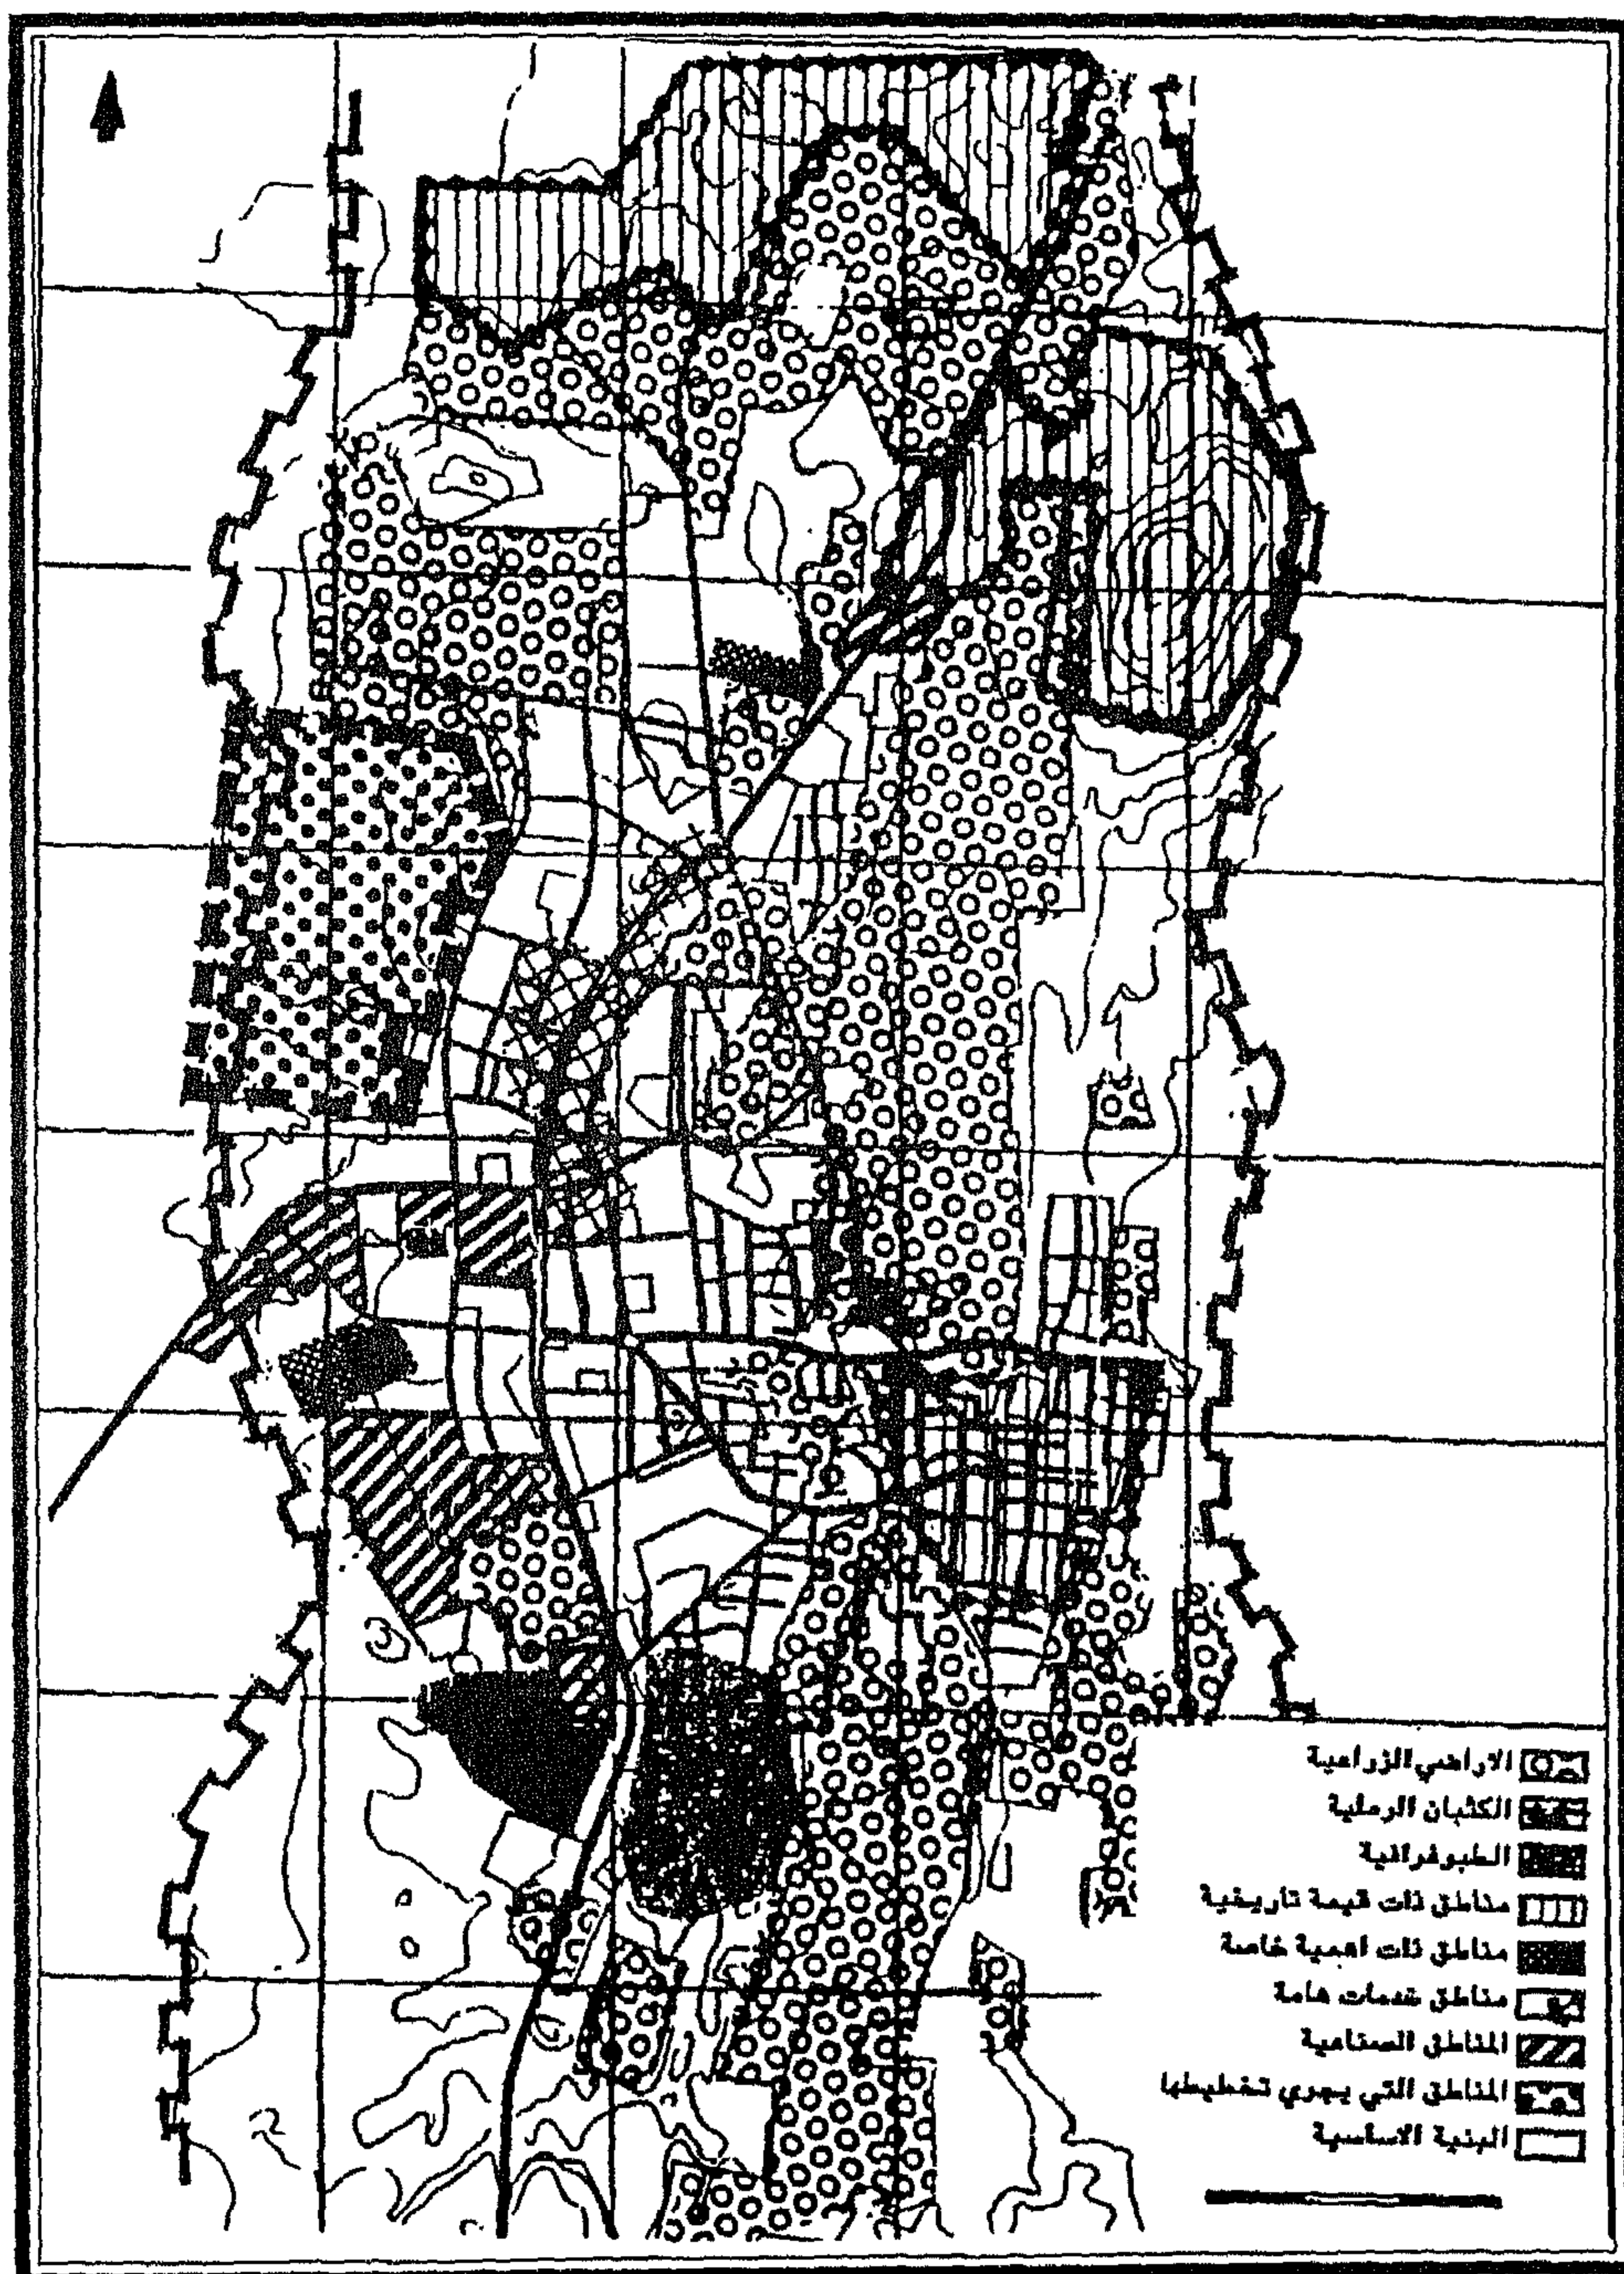 الاراضي الزراعية
الكثبان الرملية
الطبوغرافية
مناطق ذات قيمة تاريخية
مناطق ذات اهمية خاصة
مناطق خدمات هامة
المناطق الصناعية
المناطق التي يجري تخطيطها
البنية الاساسية